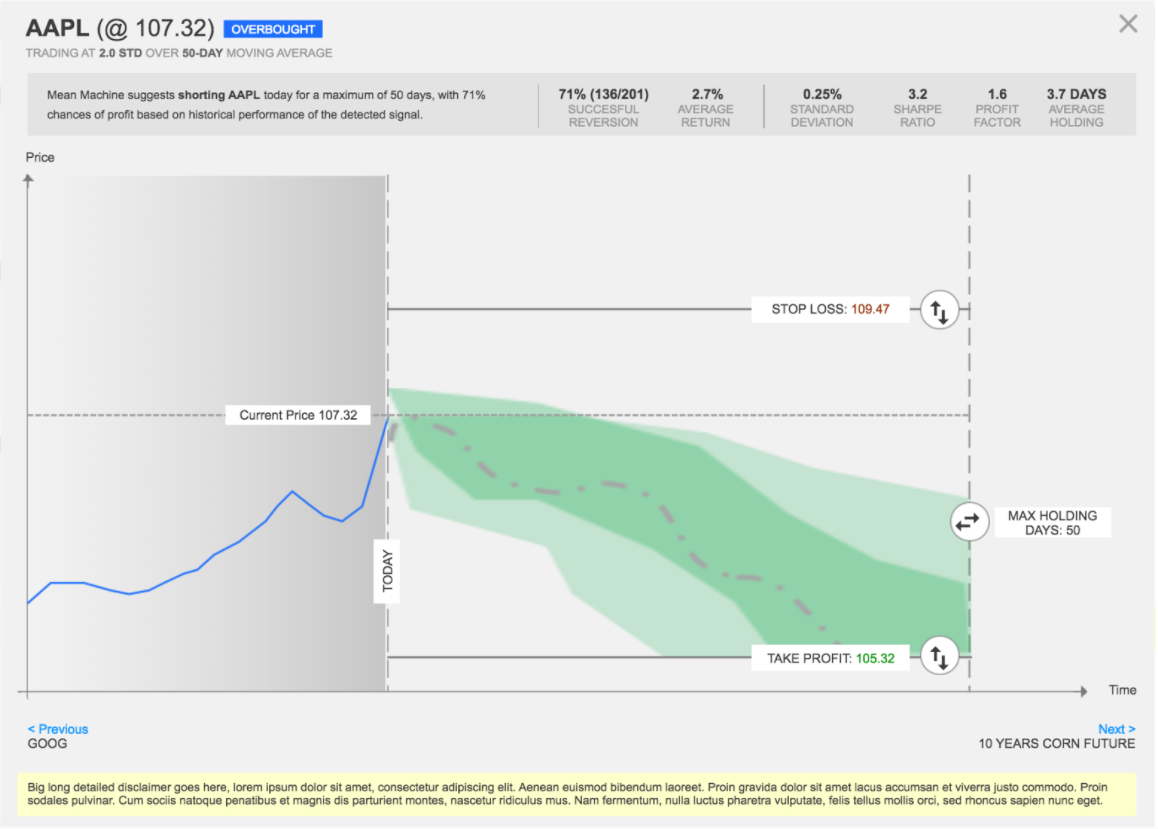 AAPL (@ 107.32) OVERBOUGHT
TRADING AT 2.0 STD OVER 50-DAY MOVING AVERAGE
Mean Machine suggests shorting AAPL today for a maximum of 50 days, with 71%
chances of profit based on historical performance of the detected signal.
71% (136/201)
SUCCESFUL
REVERSION
2.7%
AVERAGE
RETURN
0.25%
STANDARD
DEVIATION
3.2
SHARPE
RATIO
1.6
PROFIT
FACTOR
3.7 DAYS
AVERAGE
HOLDING
Price
STOP LOSS: 109.47
Current Price 107.32
MAX HOLDING
DAYS: 50
TODAY
TAKE PROFIT: 105.32
Time
< Previous
GOOG
Next >
10 YEARS CORN FUTURE
Big long detailed disclaimer goes here, lorem ipsum dolor sit amet, consectetur adipiscing elit. Aenean euismod bibendum laoreet. Proin gravida dolor sit amet lacus accumsan et viverra justo commodo. Proin
sodales pulvinar. Cum sociis natoque penatibus et magnis dis parturient montes, nascetur ridiculus mus. Nam fermentum, nulla luctus pharetra vulputate, felis tellus mollis orci, sed rhoncus sapien nunc eget.